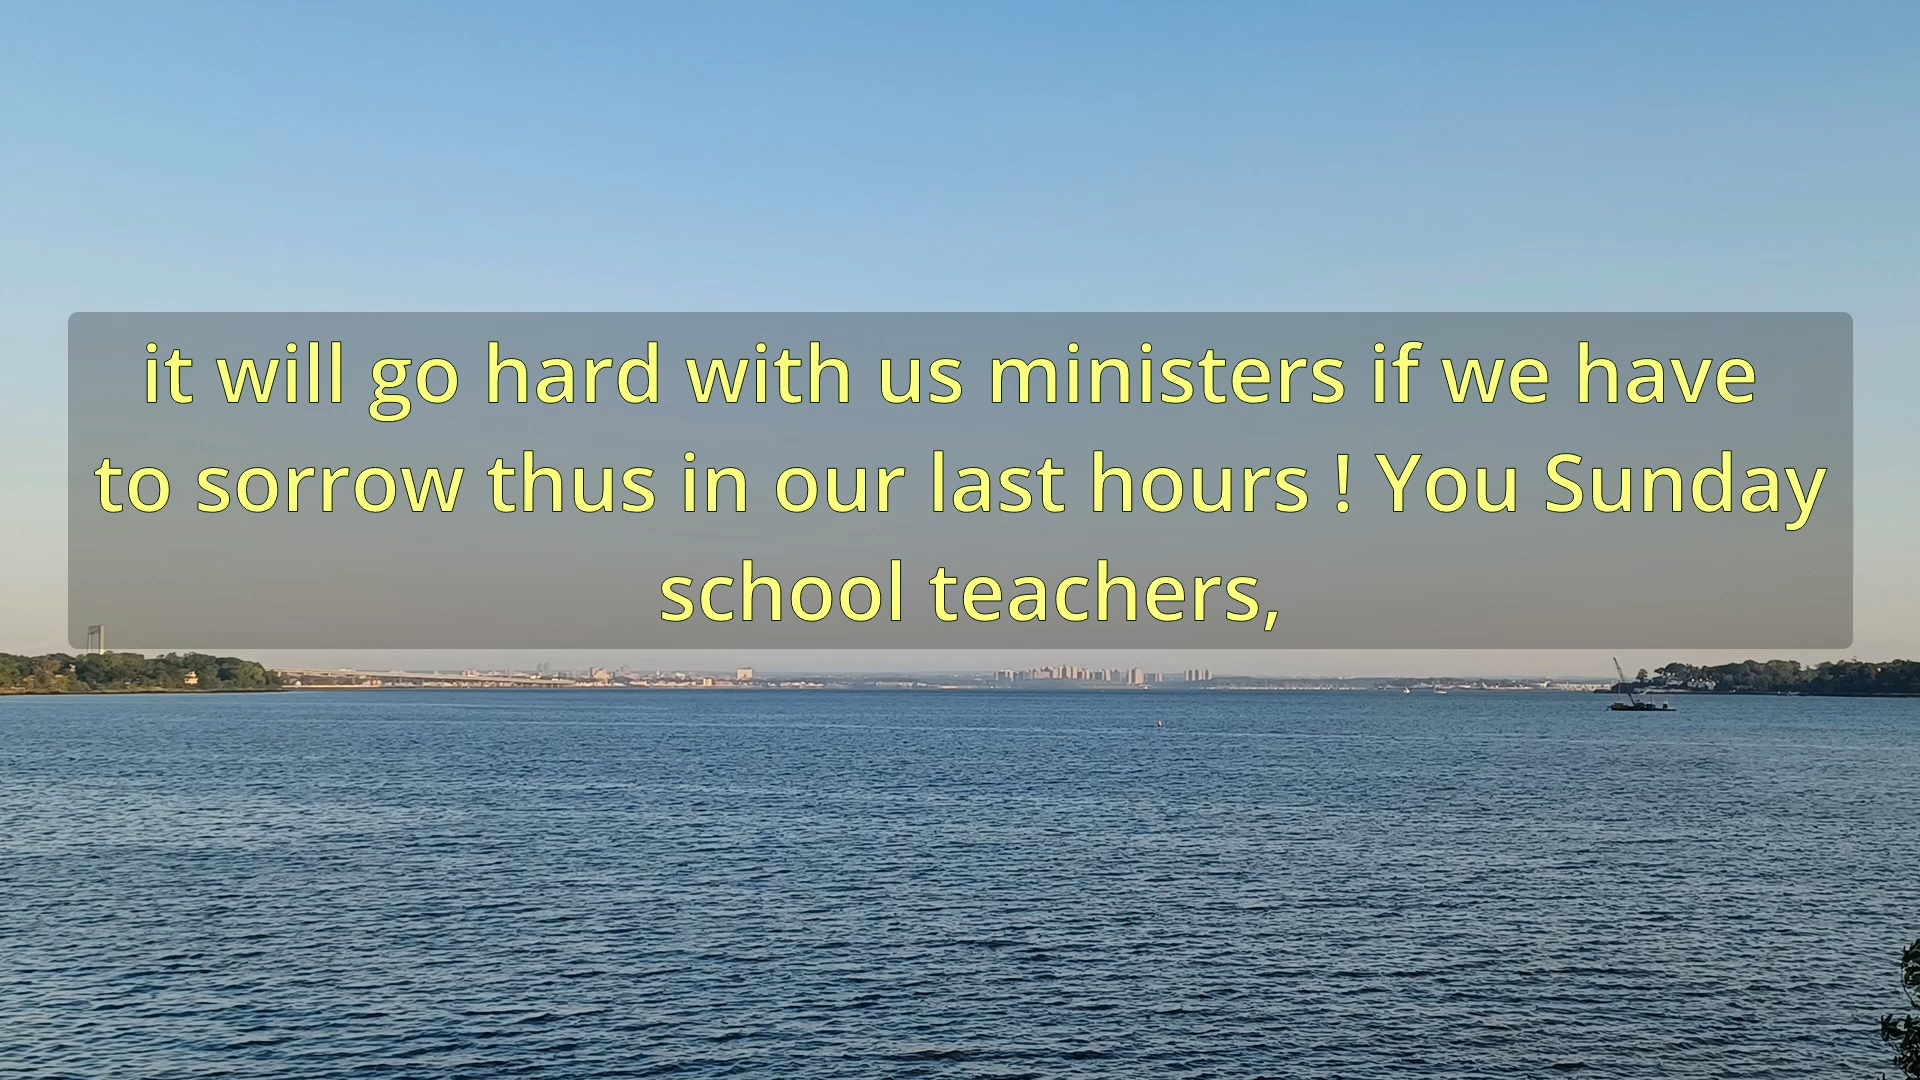 it will go hard with us ministers if we have
to sorrow thus in our last hours ! You Sunday
school teachers,